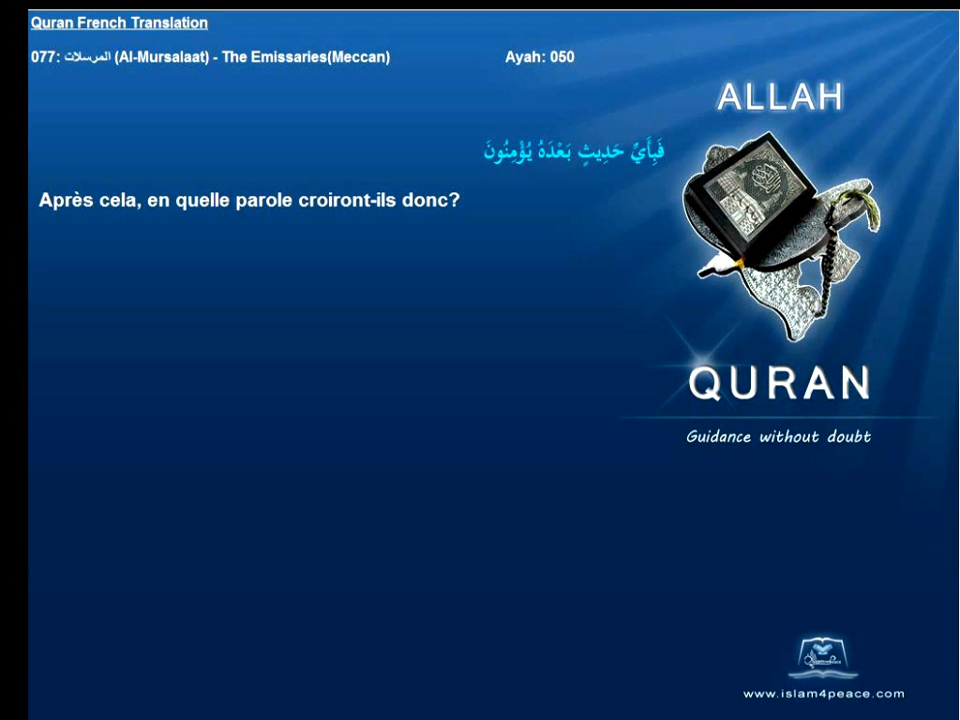 Quran French Translation
077: المرسلات (Al-Mursalaat) - The Emissaries(Meccan) Ayah: 050
ALLAH
فَبِأَيِّ حَدِيثٍ بَعْدَهُ يُؤْمِنُونَ
Après cela, en quelle parole croiront-ils donc?
QURAN
Guidance without doubt
www.islam4peace.com